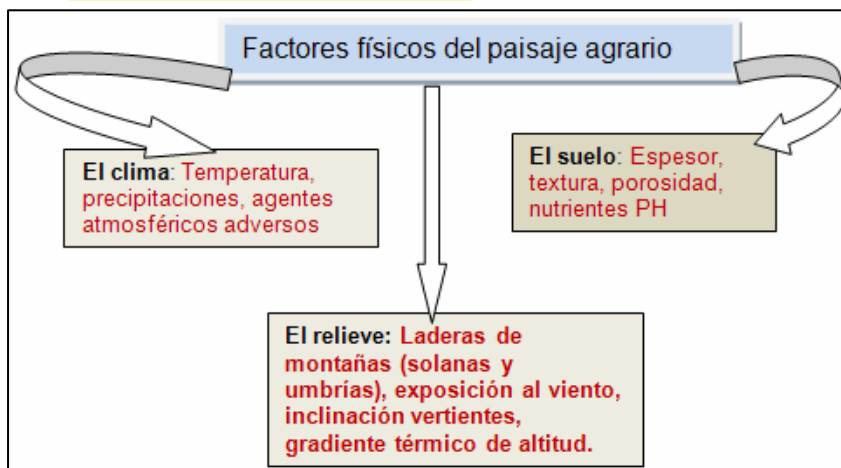 Factores físicos del paisaje agrario
El clima: Temperatura,
precipitaciones, agentes
atmosféricos adversos
El suelo: Espesor,
textura, porosidad,
nutrientes PH
El relieve: Laderas de
montañas (solanas y
umbrías), exposición al viento,
inclinación vertientes,
gradiente térmico de altitud.